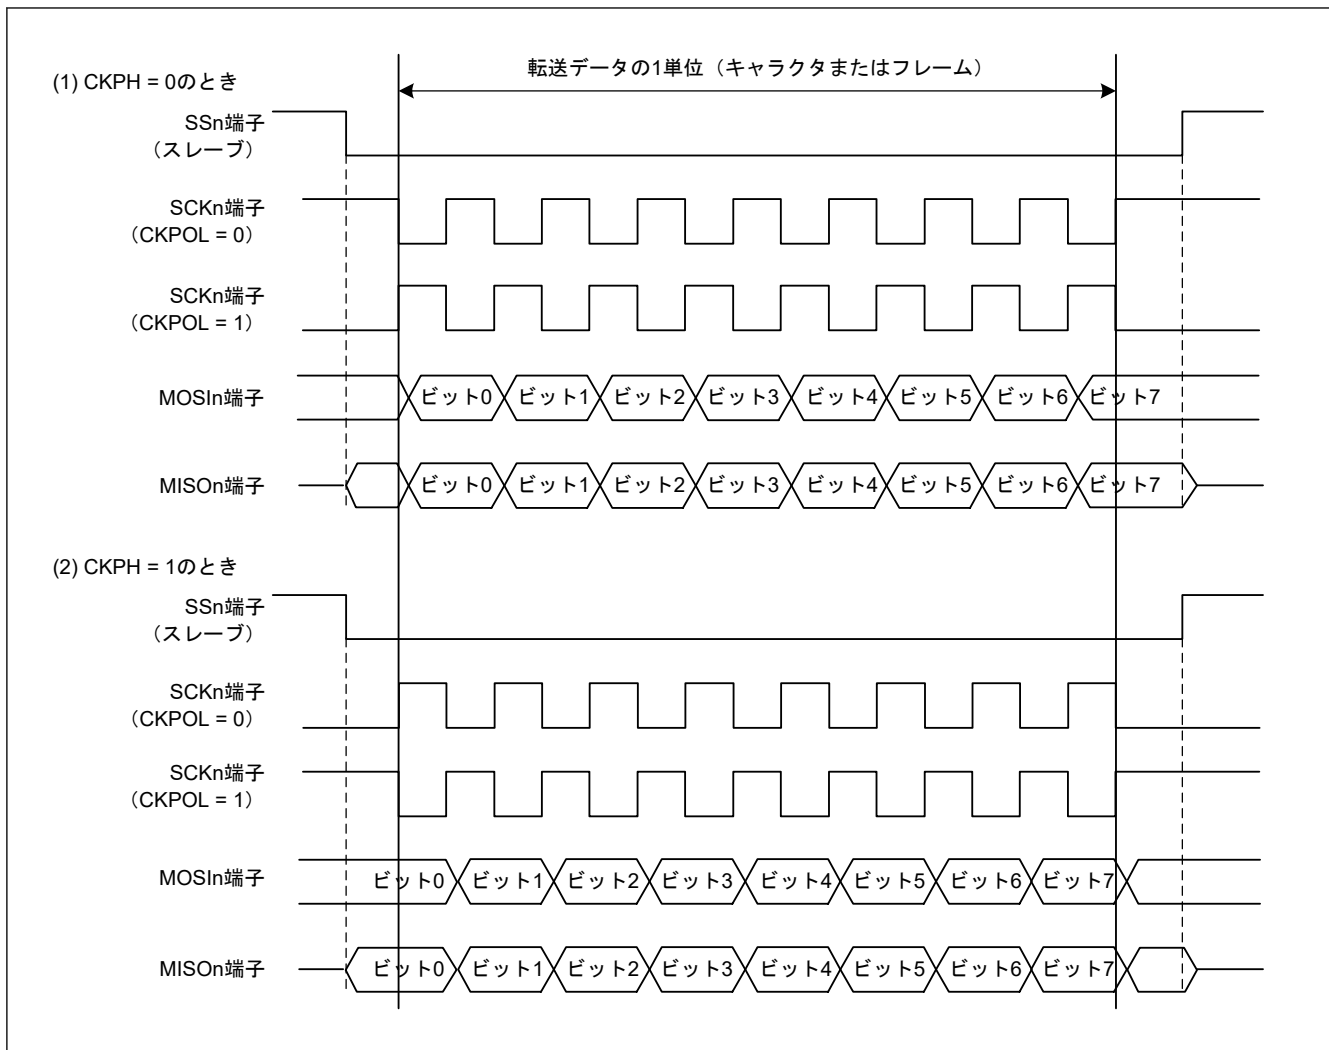 転送データの1単位（キャラクタまたはフレーム）
(1) CKPH = 0のとき
SSn端子
（スレーブ）
SCKn端子
（CKPOL = 0）
SCKn端子
（CKPOL = 1）
MOSIn端子 ビット0 ビット1 ビット2 ビット3 ビット4 ビット5 ビット6 ビット7
MISOn端子 ビット0 ビット1 ビット2 ビット3 ビット4 ビット5 ビット6 ビット7
(2) CKPH = 1のとき
SSn端子
（スレーブ）
SCKn端子
（CKPOL = 0）
SCKn端子
（CKPOL = 1）
MOSIn端子 ビット0 ビット1 ビット2 ビット3 ビット4 ビット5 ビット6 ビット7
MISOn端子 ビット0 ビット1 ビット2 ビット3 ビット4 ビット5 ビット6 ビット7